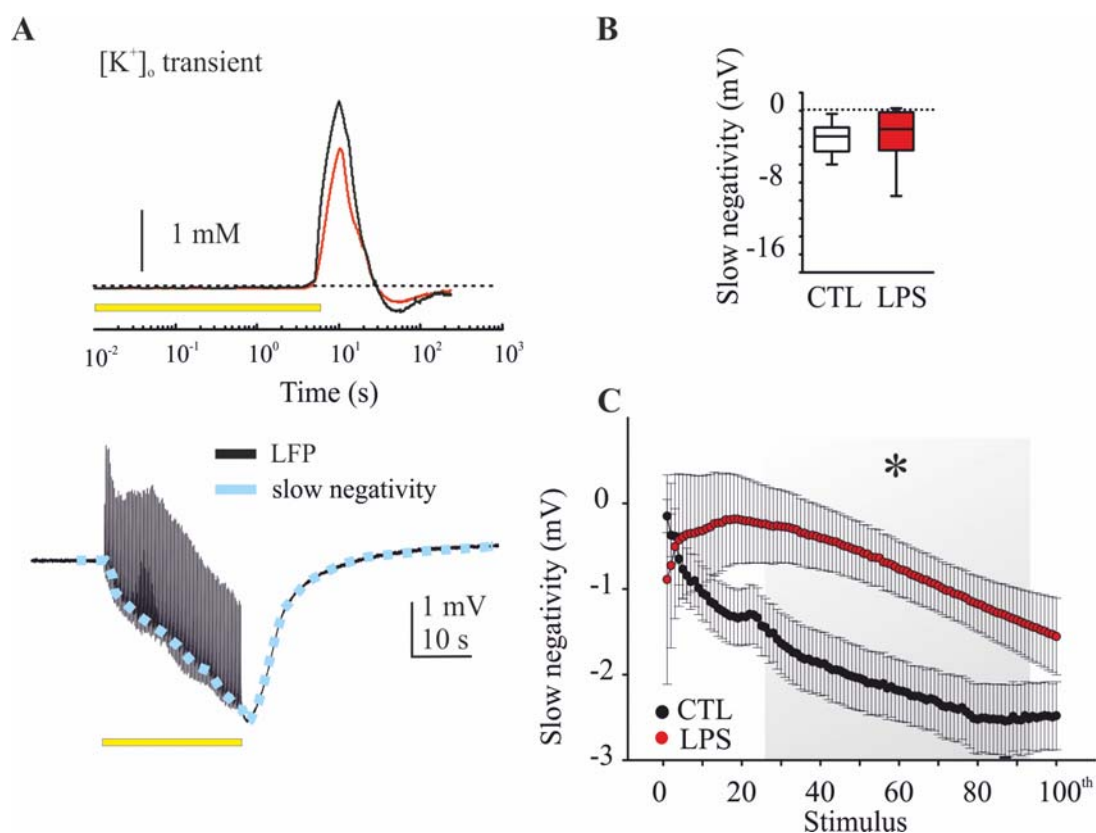 A
[K⁺]ₒ transient
1 mM
10⁻² 10⁻¹ 10⁰ 10¹ 10² 10³
Time (s)
LFP
slow negativity
1 mV
10 s
B
Slow negativity (mV)
0
-8
-16
CTL LPS
C
Slow negativity (mV)
0
-1
-2
-3
*
CTL
LPS
0 20 40 60 80 100ᵗʰ
Stimulus